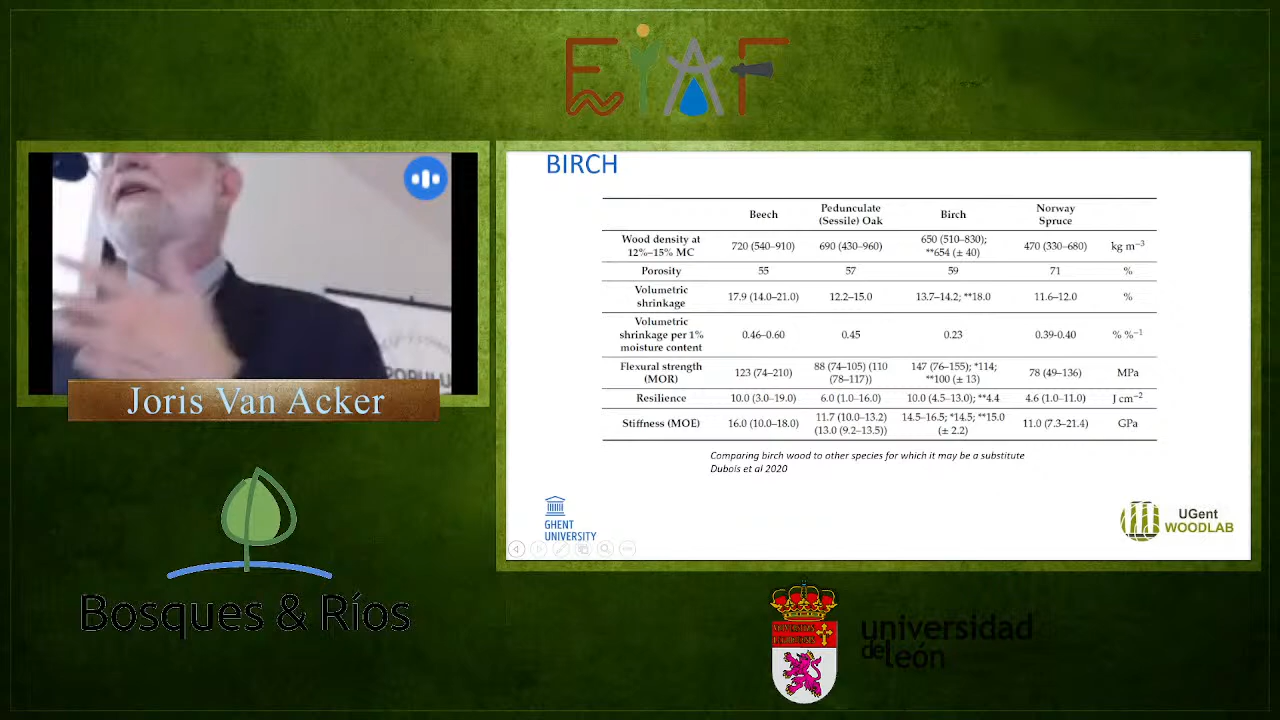 EIAF
BIRCH
Beech
Pedunculate
(Sessile) Oak
Birch
Norway
Spruce
Wood density at
12%–15% MC
720 (540–910)
690 (430–960)
650 (510–830);
**654 (± 40)
470 (330–680)
kg m⁻³
Porosity
55
57
59
71
%
Volumetric
shrinkage
17.9 (14.0–21.0)
12.2–15.0
13.7–14.2; **18.0
11.6–12.0
%
Volumetric
shrinkage per 1%
moisture content
0.46–0.60
0.45
0.23
0.39-0.40
% %⁻¹
Flexural strength
(MOR)
123 (74–210)
88 (74–105) (110
(78–117))
147 (76–155); *114;
**100 (± 13)
78 (49–136)
MPa
Resilience
10.0 (3.0–19.0)
6.0 (1.0–16.0)
10.0 (4.5–13.0); **4.4
4.6 (1.0–11.0)
J cm⁻²
Stiffness (MOE)
16.0 (10.0–18.0)
11.7 (10.0–13.2)
(13.0 (9.2–13.5))
14.5–16.5; *14.5; **15.0
(± 2.2)
11.0 (7.3–21.4)
GPa
Comparing birch wood to other species for which it may be a substitute
Dubois et al 2020
GHENT
UNIVERSITY
UGent
WOODLAB
POPULU
Joris Van Acker
Bosques & Ríos
universidad
de león